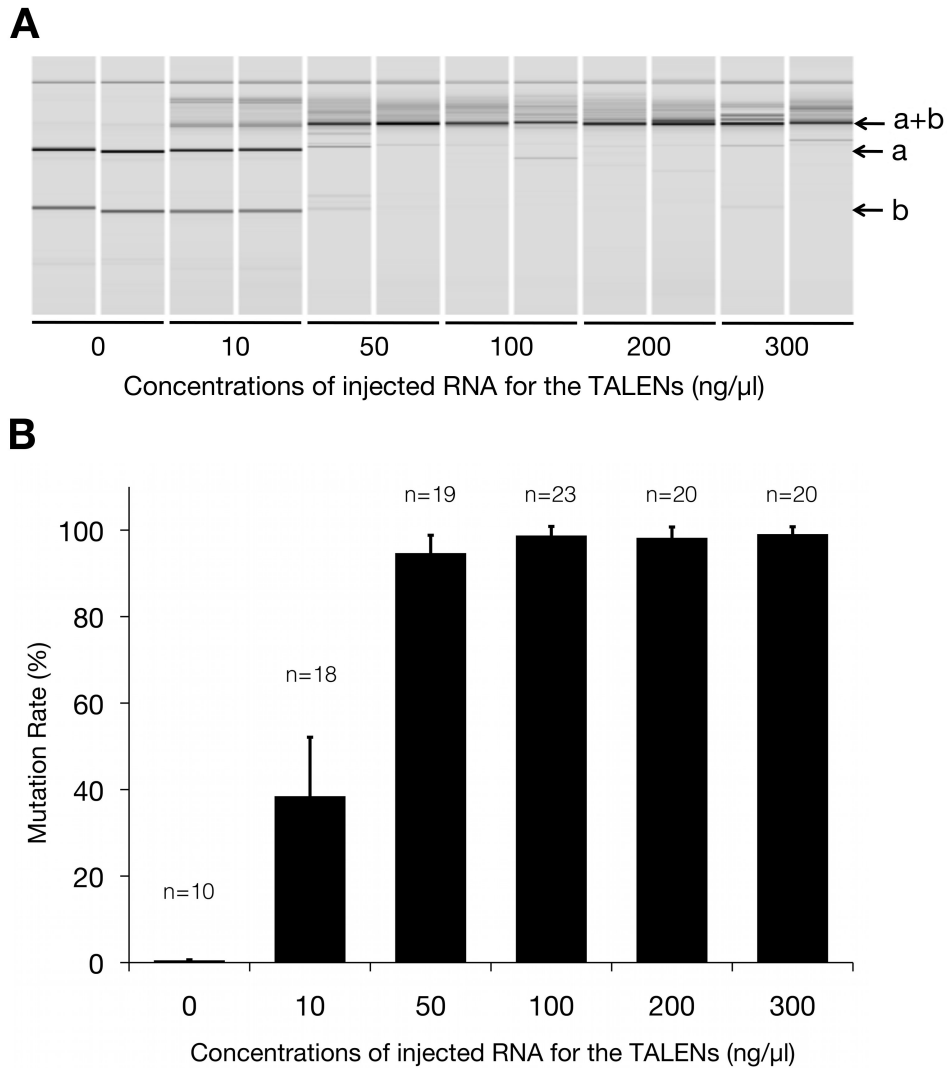 A
a+b
a
b
0 10 50 100 200 300
Concentrations of injected RNA for the TALENs (ng/µl)
B
n=19 n=23 n=20 n=20
100
80
n=18
60
Mutation Rate (%)
40
20
n=10
0
0 10 50 100 200 300
Concentrations of injected RNA for the TALENs (ng/µl)